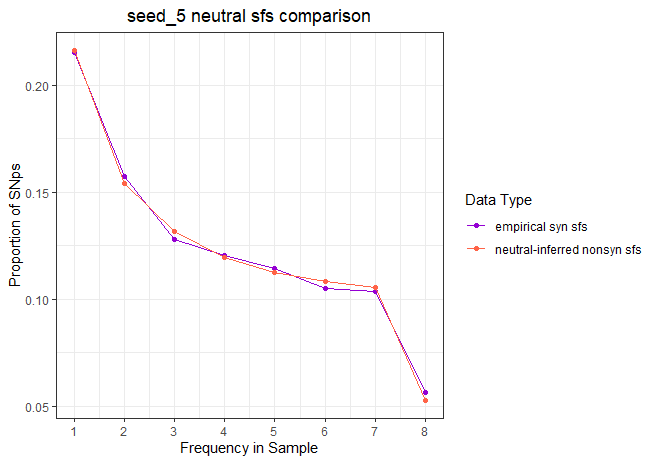 seed_5 neutral sfs comparison
0.20
0.15
0.10
0.05
Proportion of SNps
1 2 3 4 5 6 7 8
Frequency in Sample
Data Type
empirical syn sfs
neutral-inferred nonsyn sfs